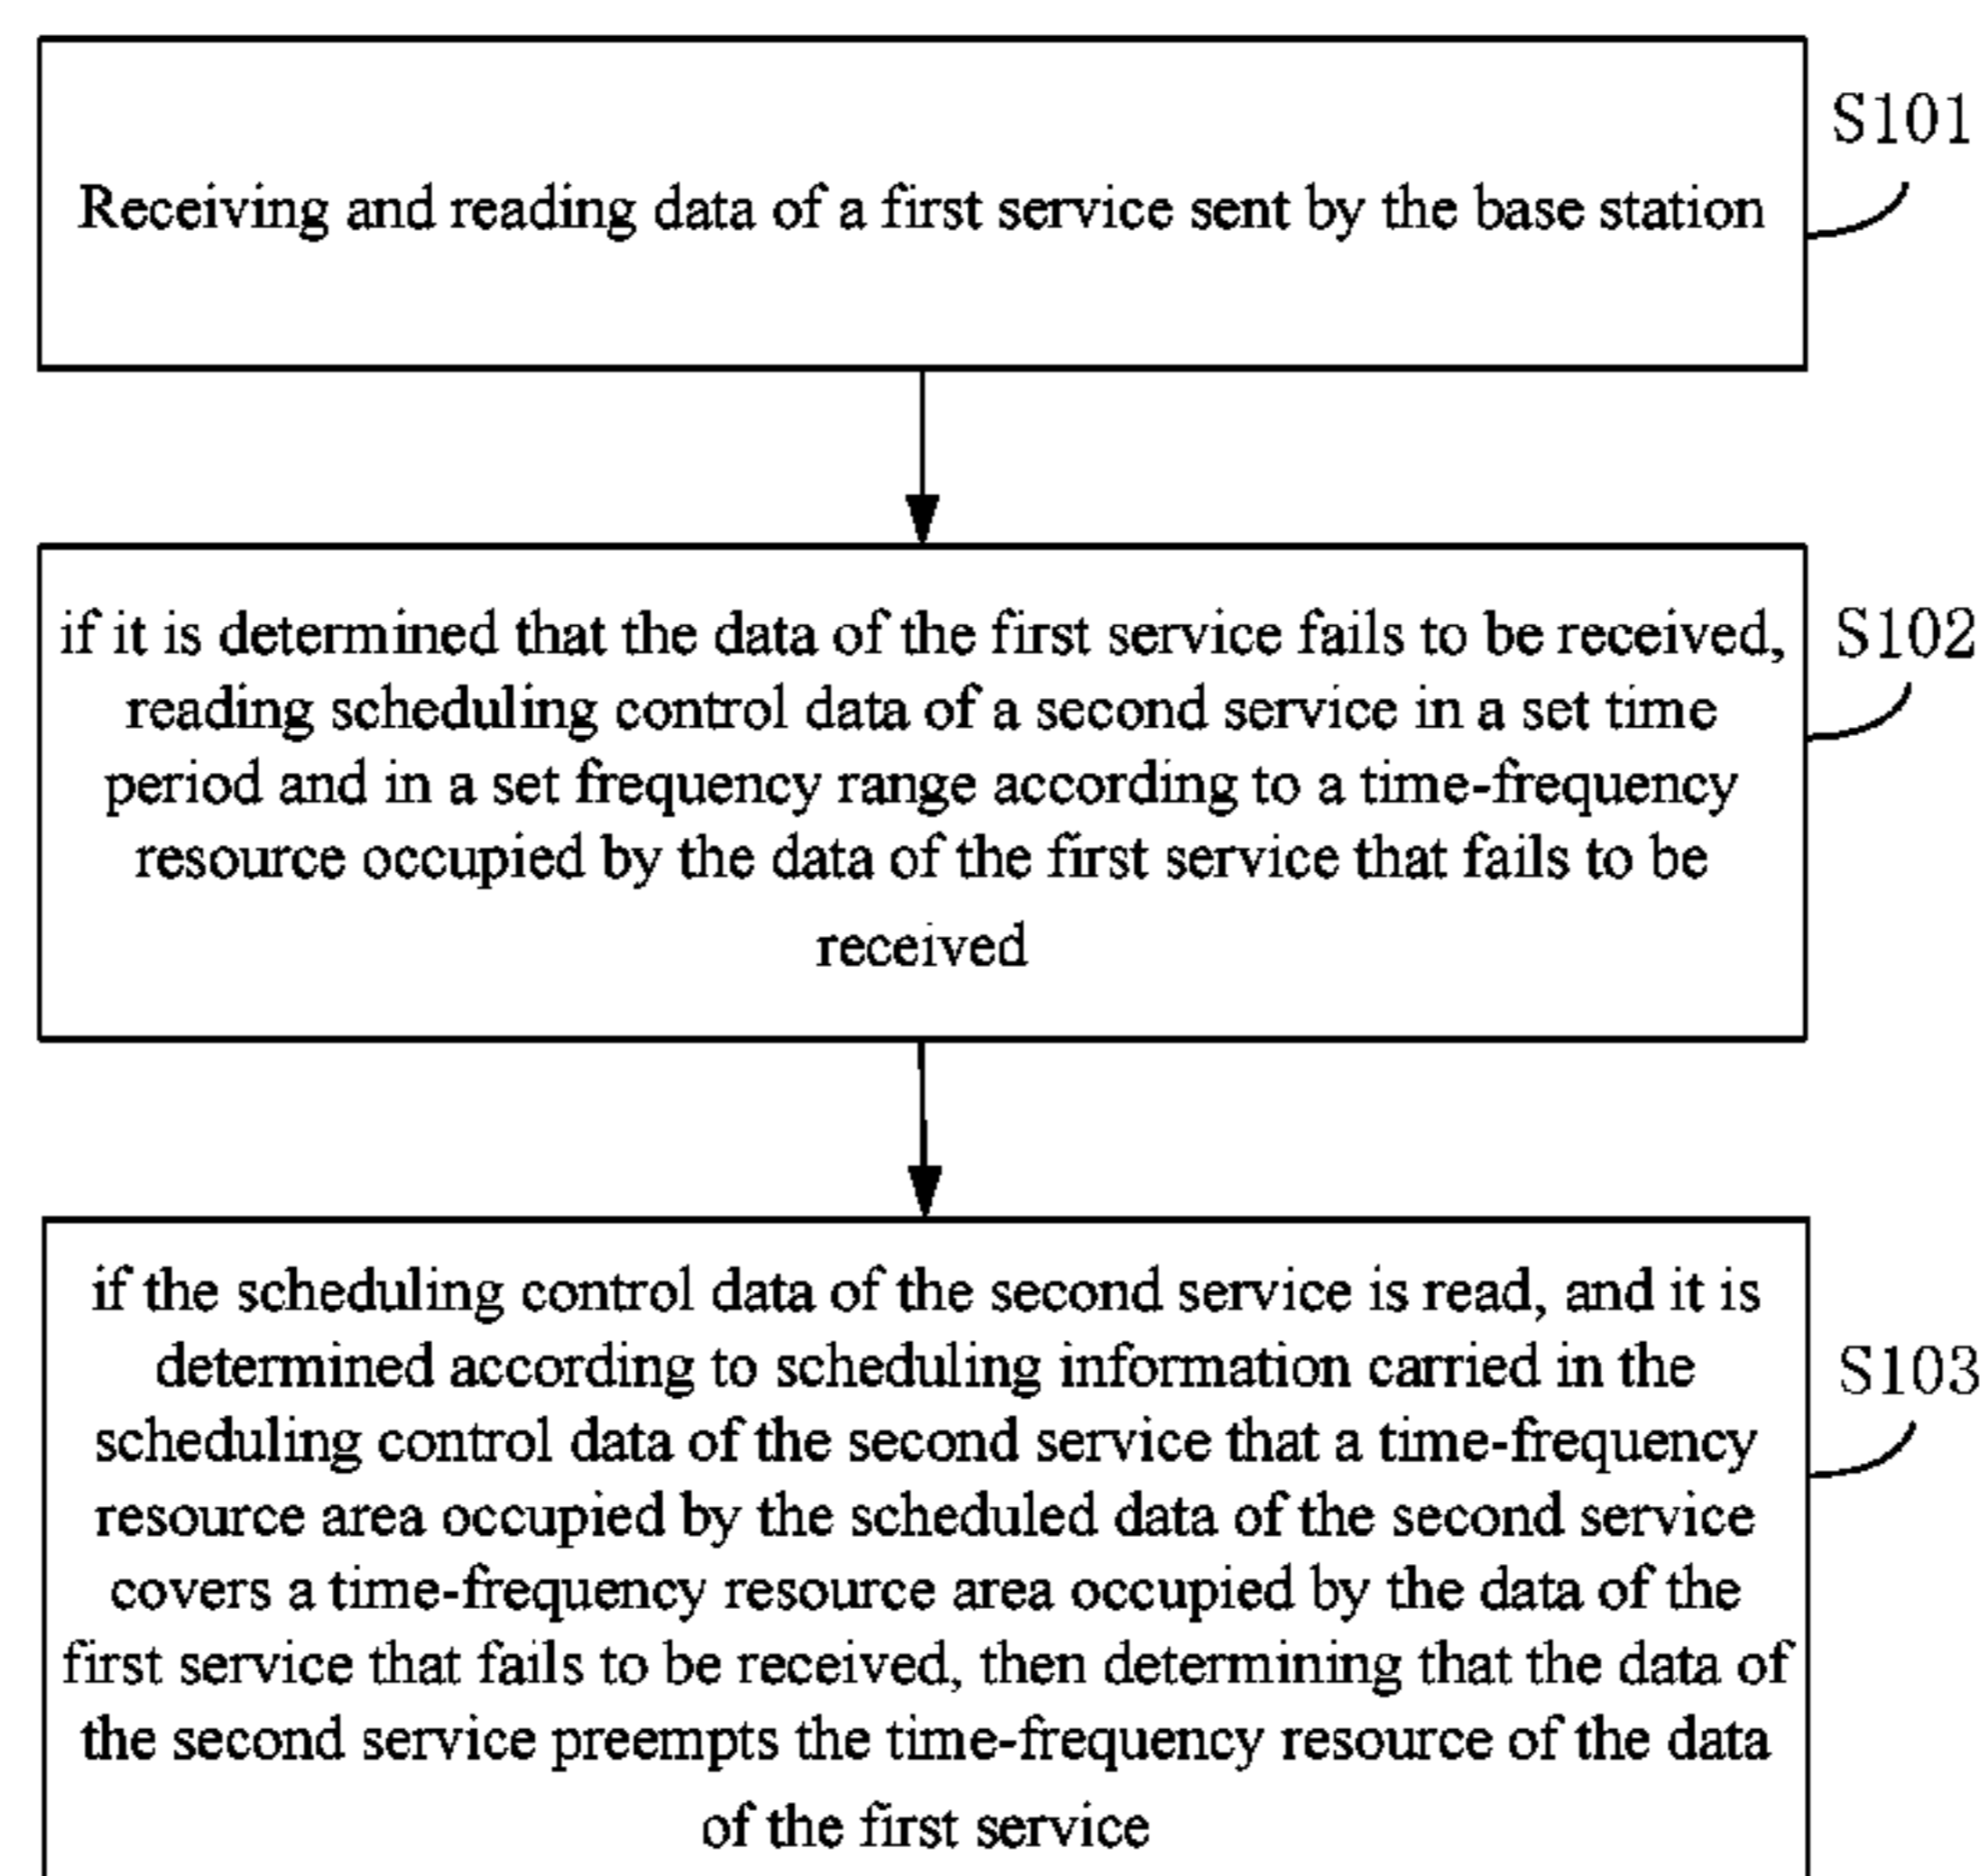 S101
Receiving and reading data of a first service sent by the base station
if it is determined that the data of the first service fails to be received,
S102
reading scheduling control data of a second service in a set time
period and in a set frequency range according to a time-frequency
resource occupied by the data of the first service that fails to be
received
if the scheduling control data of the second service is read, and it is
determined according to scheduling information carried in the
S103
scheduling control data of the second service that a time-frequency
resource area occupied by the scheduled data of the second service
covers a time-frequency resource area occupied by the data of the
first service that fails to be received, then determining that the data of
the second service preempts the time-frequency resource of the data
of the first service